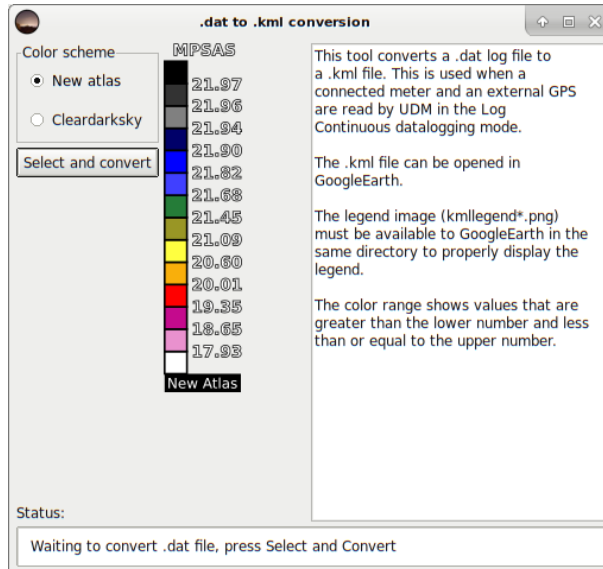 .dat to .kml conversion
Color scheme
New atlas
Cleardarksky
Select and convert
MPSAS
21.97
21.96
21.94
21.90
21.82
21.68
21.45
21.09
20.60
20.01
19.35
18.65
17.93
New Atlas
This tool converts a .dat log file to
a .kml file. This is used when a
connected meter and an external GPS
are read by UDM in the Log
Continuous datalogging mode.
The .kml file can be opened in
GoogleEarth.
The legend image (kmllegend*.png)
must be available to GoogleEarth in the
same directory to properly display the
legend.
The color range shows values that are
greater than the lower number and less
than or equal to the upper number.
Status:
Waiting to convert .dat file, press Select and Convert